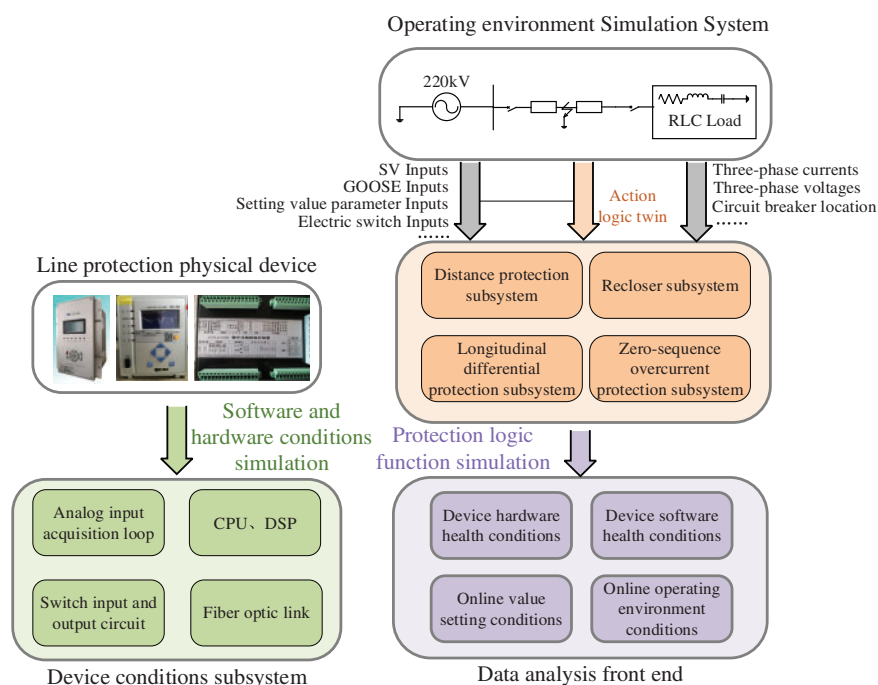 Operating environment Simulation System
220kV
RLC Load
SV Inputs
GOOSE Inputs
Setting value parameter Inputs
Electric switch Inputs
……
Action
logic twin
Three-phase currents
Three-phase voltages
Circuit breaker location
……
Line protection physical device
Distance protection
subsystem
Recloser subsystem
Longitudinal
differential
protection subsystem
Zero-sequence
overcurrent
protection subsystem
Software and
hardware conditions
simulation
Protection logic
function simulation
Analog input
acquisition loop
CPU、DSP
Switch input and
output circuit
Fiber optic link
Device conditions subsystem
Device hardware
health conditions
Device software
health conditions
Online value
setting conditions
Online operating
environment
conditions
Data analysis front end